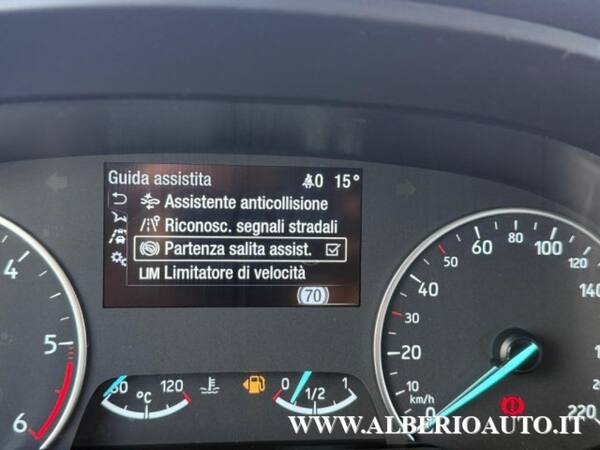 Guida assistita 0 15°
Assistente anticollisione
Riconosc. segnali stradali
Partenza salita assist.
LIM Limitatore di velocità
(70)
4
5
6
60 °C 120
0 1/2 1
0 10 20 30 40 50 60 80 100 120 140
km/h
220
WWW.ALBERIOAUTO.IT